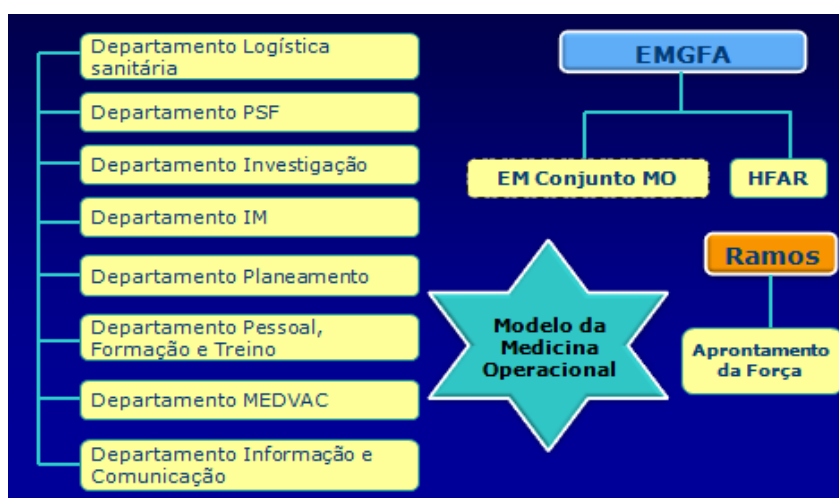 Departamento Logística
sanitária
Departamento PSF
Departamento Investigação
Departamento IM
Departamento Planeamento
Departamento Pessoal,
Formação e Treino
Departamento MEDVAC
Departamento Informação e
Comunicação
EMGFA
EM Conjunto MO
HFAR
Ramos
Aprontamento
da Força
Modelo da
Medicina
Operacional